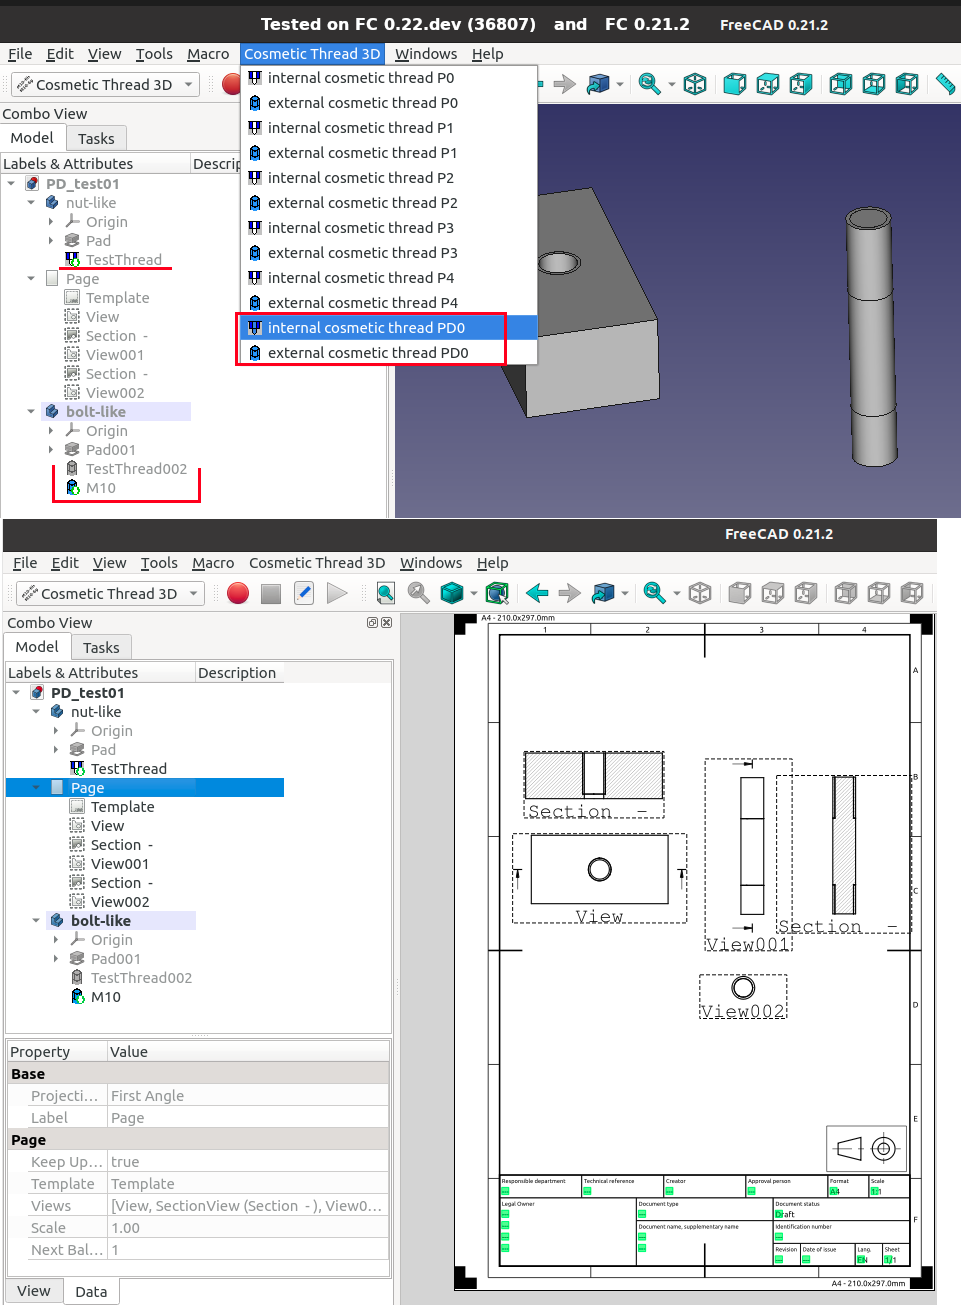 Tested on FC 0.22.dev (36807)   and   FC 0.21.2
FreeCAD 0.21.2
File Edit View Tools Macro Cosmetic Thread 3D Windows Help
Cosmetic Thread 3D
internal cosmetic thread P0
external cosmetic thread P0
internal cosmetic thread P1
external cosmetic thread P1
internal cosmetic thread P2
external cosmetic thread P2
internal cosmetic thread P3
external cosmetic thread P3
internal cosmetic thread P4
external cosmetic thread P4
internal cosmetic thread PD0
external cosmetic thread PD0
Combo View
Model Tasks
Labels & Attributes Descrip
PD_test01
nut-like
Origin
Pad
TestThread
Page
Template
View
Section -
View001
Section -
View002
bolt-like
Origin
Pad001
TestThread002
M10
FreeCAD 0.21.2
File Edit View Tools Macro Cosmetic Thread 3D Windows Help
Cosmetic Thread 3D
Combo View
Model Tasks
Labels & Attributes Description
PD_test01
nut-like
Origin
Pad
TestThread
Page
Template
View
Section -
View001
Section -
View002
bolt-like
Origin
Pad001
TestThread002
M10
Property Value
Base
Projecti... First Angle
Label Page
Page
Keep Up... true
Template Template
Views [View, SectionView (Section - ), View0...
Scale 1.00
Next Bal... 1
View Data
A4 - 210.0x297.0mm
1 2 3 4
A
B
C
D
E
F
Section -
View
View001
Section -
View002
Responsible department Technical reference Creator Approval person Format Scale
A4 1:1
Legal Owner Document type Document status
Draft
Document name, supplementary name Identification number
Revision Date of issue Lang. Sheet
EN 1/1
A4 - 210.0x297.0mm